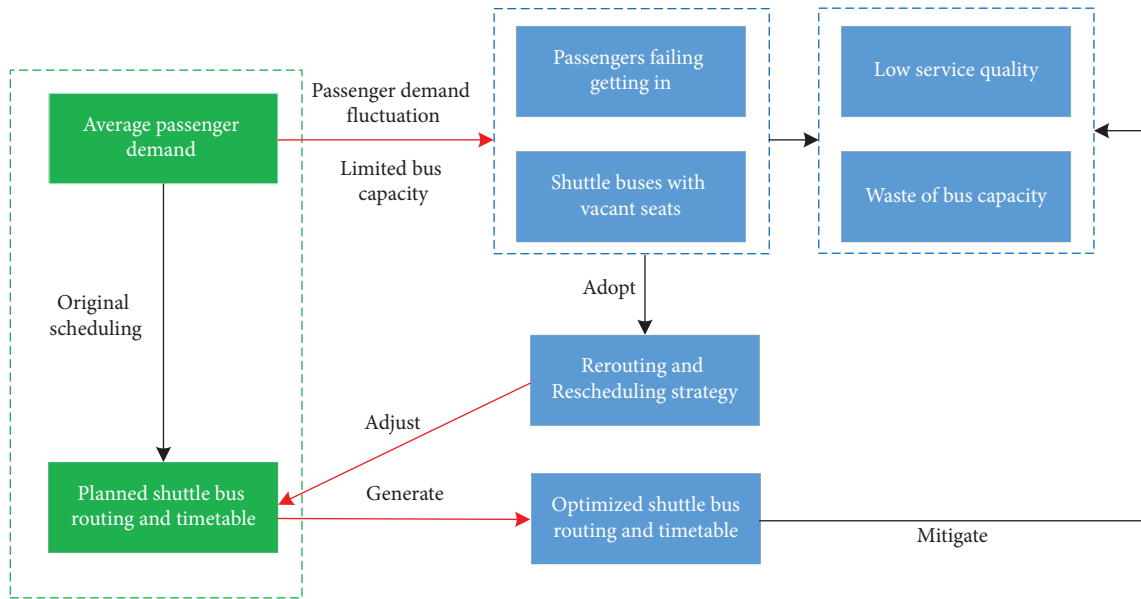 Passengers failing
getting in
Low service quality
Average passenger
demand
Passenger demand
fluctuation
Limited bus
capacity
Shuttle buses with
vacant seats
Waste of bus capacity
Original
scheduling
Adopt
Rerouting and
Rescheduling strategy
Adjust
Planned shuttle bus
routing and timetable
Generate
Optimized shuttle bus
routing and timetable
Mitigate